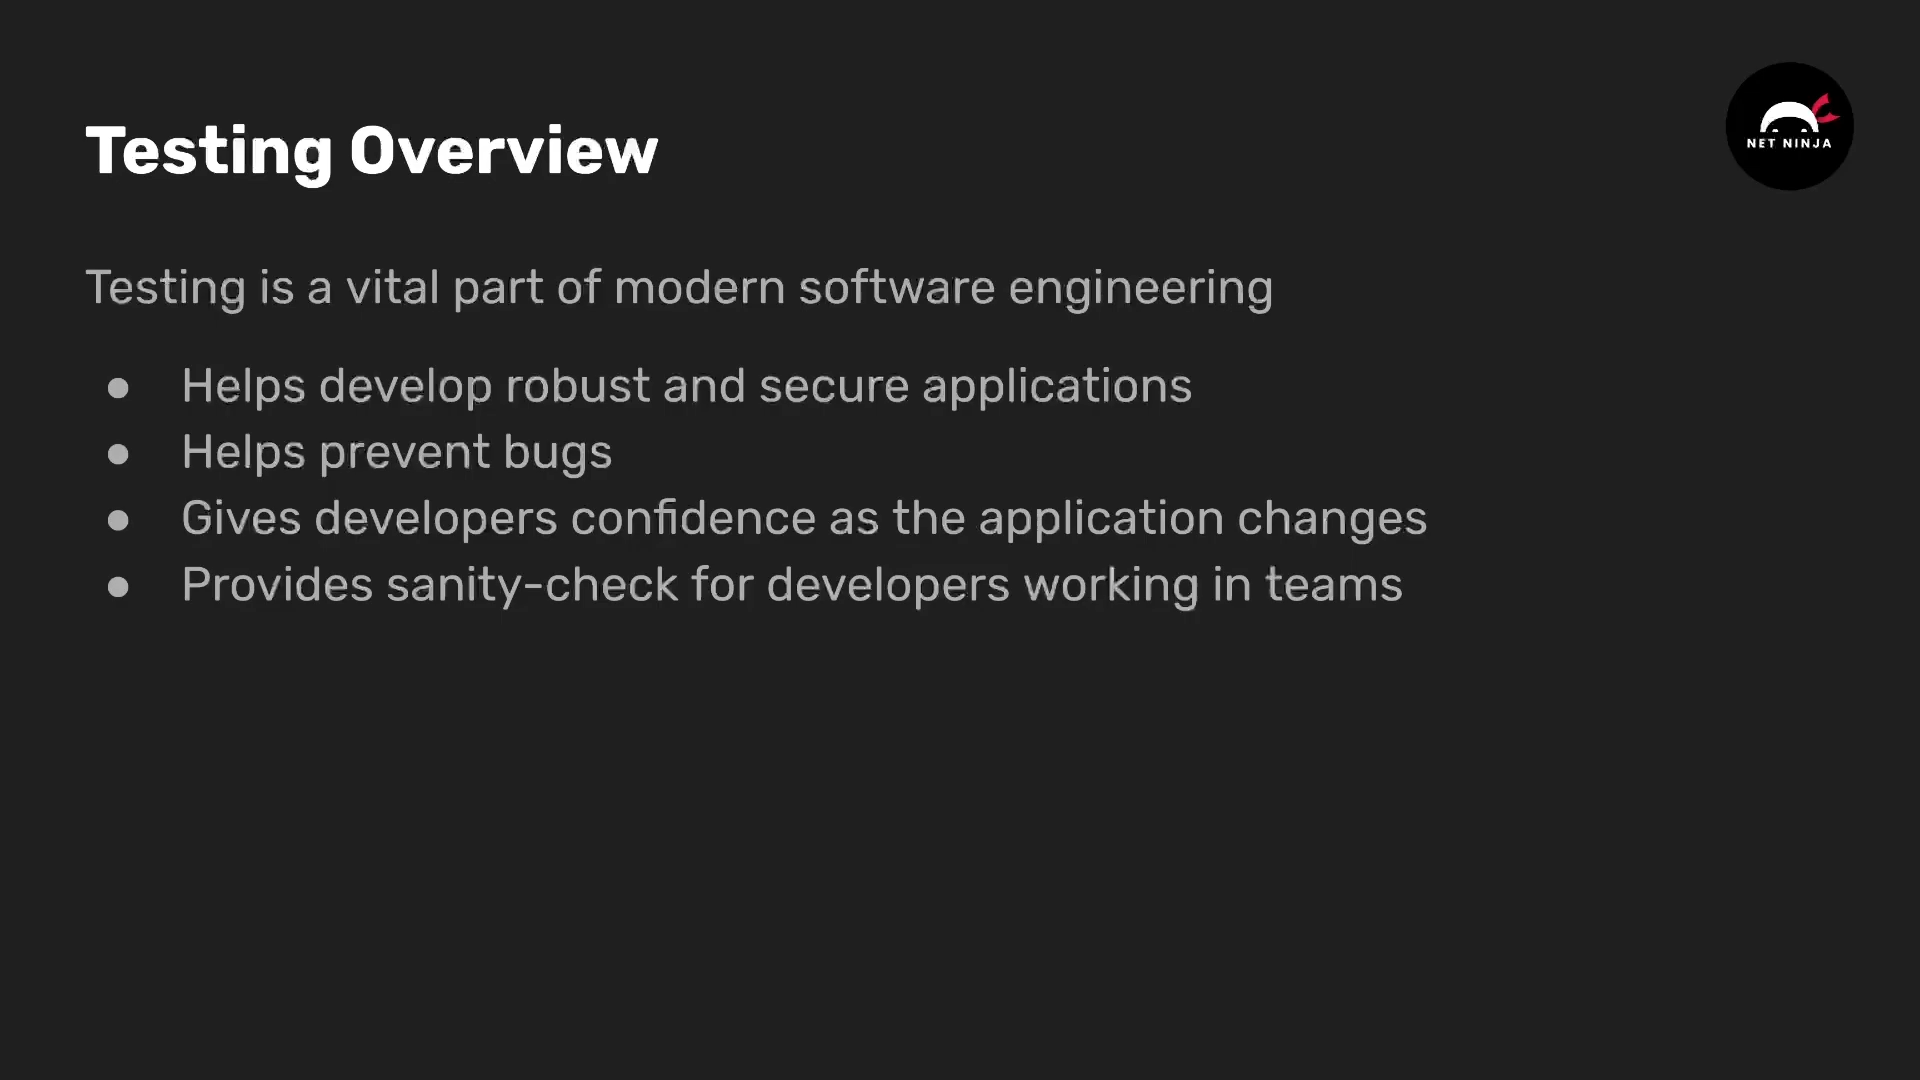 Testing Overview
NET NINJA
Testing is a vital part of modern software engineering
● Helps develop robust and secure applications
● Helps prevent bugs
● Gives developers confidence as the application changes
● Provides sanity-check for developers working in teams